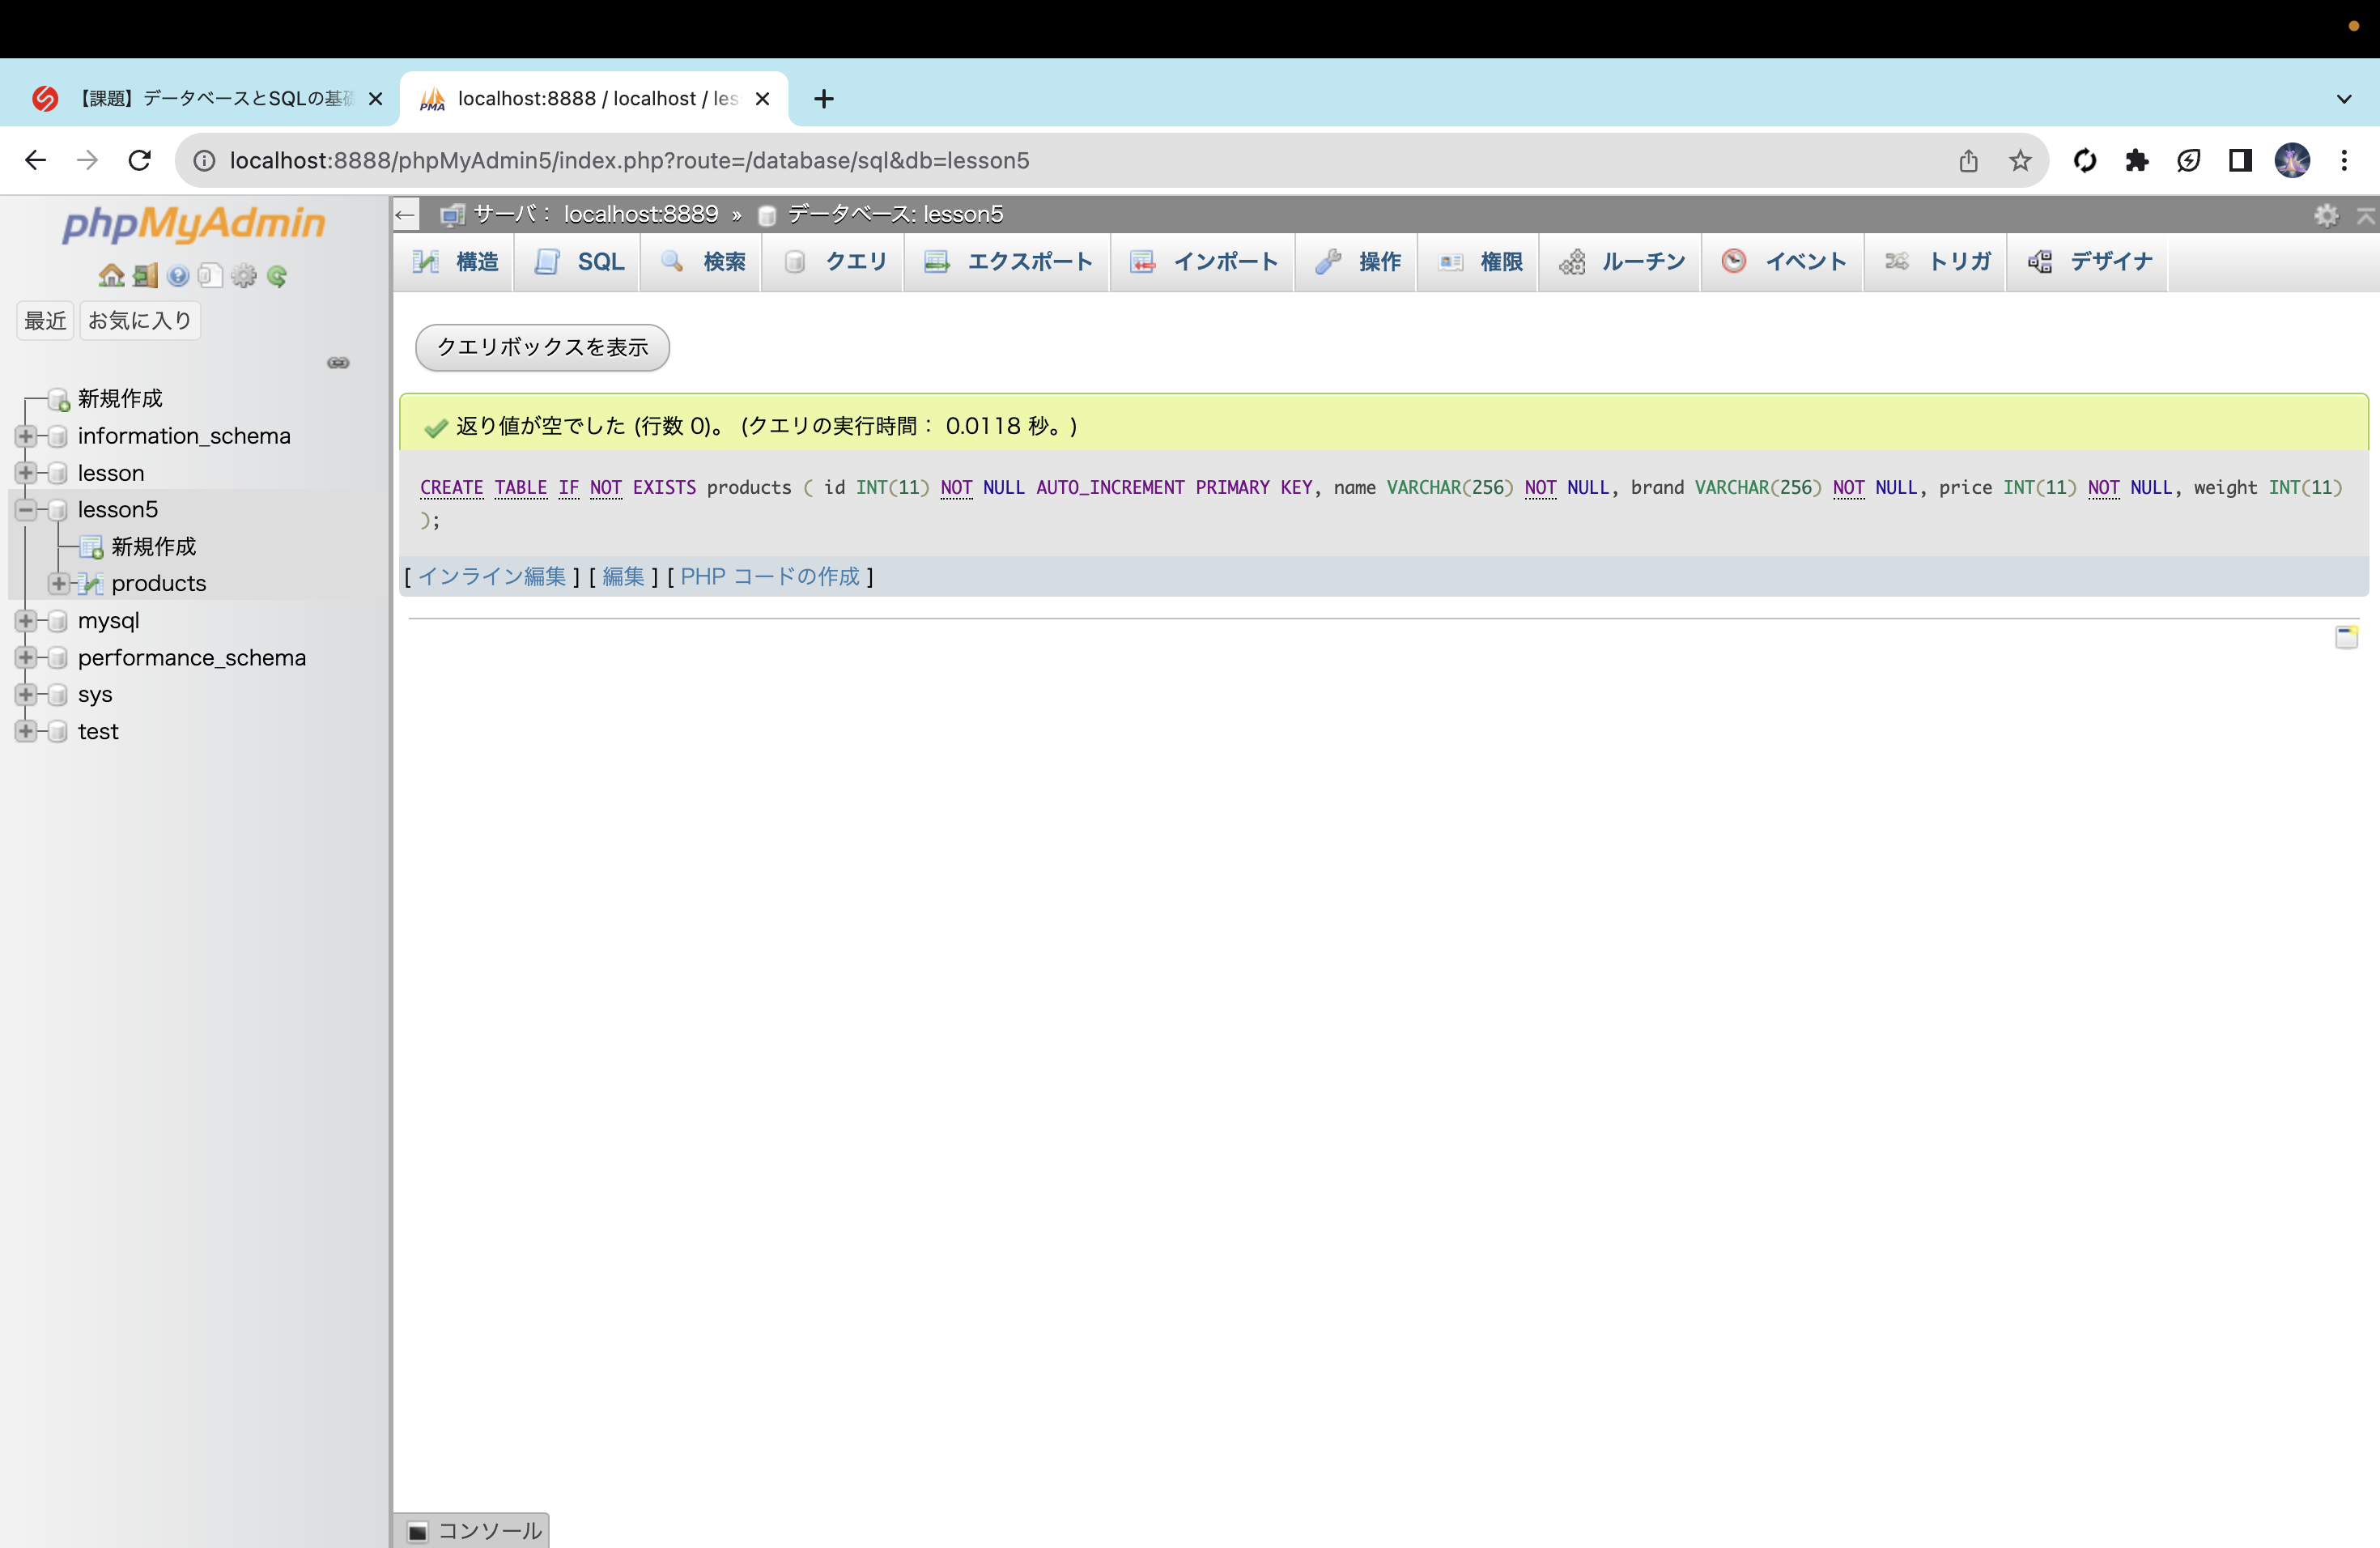 【課題】データベースとSQLの基礎
localhost:8888 / localhost / les
localhost:8888/phpMyAdmin5/index.php?route=/database/sql&db=lesson5
phpMyAdmin
最近 お気に入り
新規作成
information_schema
lesson
lesson5
新規作成
products
mysql
performance_schema
sys
test
サーバ： localhost:8889 » データベース: lesson5
構造 SQL 検索 クエリ エクスポート インポート 操作 権限 ルーチン イベント トリガ デザイナ
クエリボックスを表示
返り値が空でした (行数 0)。 (クエリの実行時間： 0.0118 秒。)
CREATE TABLE IF NOT EXISTS products ( id INT(11) NOT NULL AUTO_INCREMENT PRIMARY KEY, name VARCHAR(256) NOT NULL, brand VARCHAR(256) NOT NULL, price INT(11) NOT NULL, weight INT(11)
);
[ インライン編集 ] [ 編集 ] [ PHP コードの作成 ]
コンソール